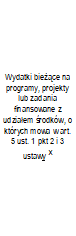 Wydatki bieżące na
programy, projekty
lub zadania
finansowane z
udziałem środków, o
których mowa w art.
5 ust. 1 pkt 2 i 3
ustawy x